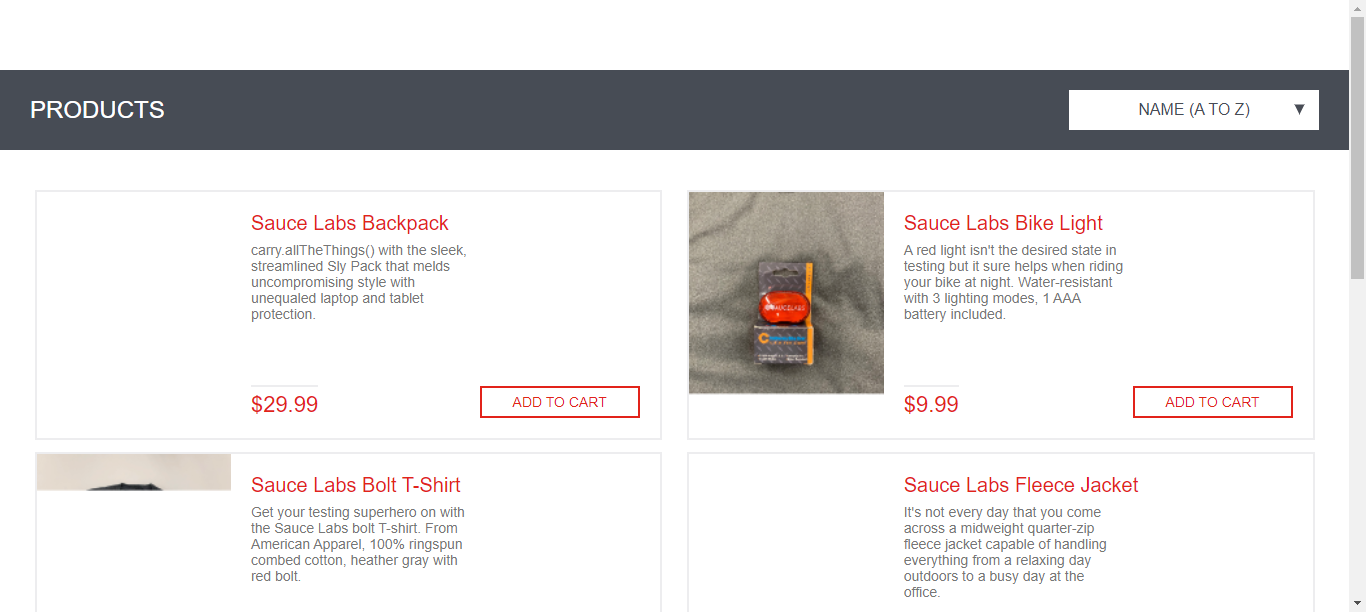 PRODUCTS
NAME (A TO Z)
Sauce Labs Backpack
carry.allTheThings() with the sleek,
streamlined Sly Pack that melds
uncompromising style with
unequaled laptop and tablet
protection.
$29.99
ADD TO CART
Sauce Labs Bike Light
A red light isn't the desired state in
testing but it sure helps when riding
your bike at night. Water-resistant
with 3 lighting modes, 1 AAA
battery included.
$9.99
ADD TO CART
Sauce Labs Bolt T-Shirt
Get your testing superhero on with
the Sauce Labs bolt T-shirt. From
American Apparel, 100% ringspun
combed cotton, heather gray with
red bolt.
Sauce Labs Fleece Jacket
It's not every day that you come
across a midweight quarter-zip
fleece jacket capable of handling
everything from a relaxing day
outdoors to a busy day at the
office.